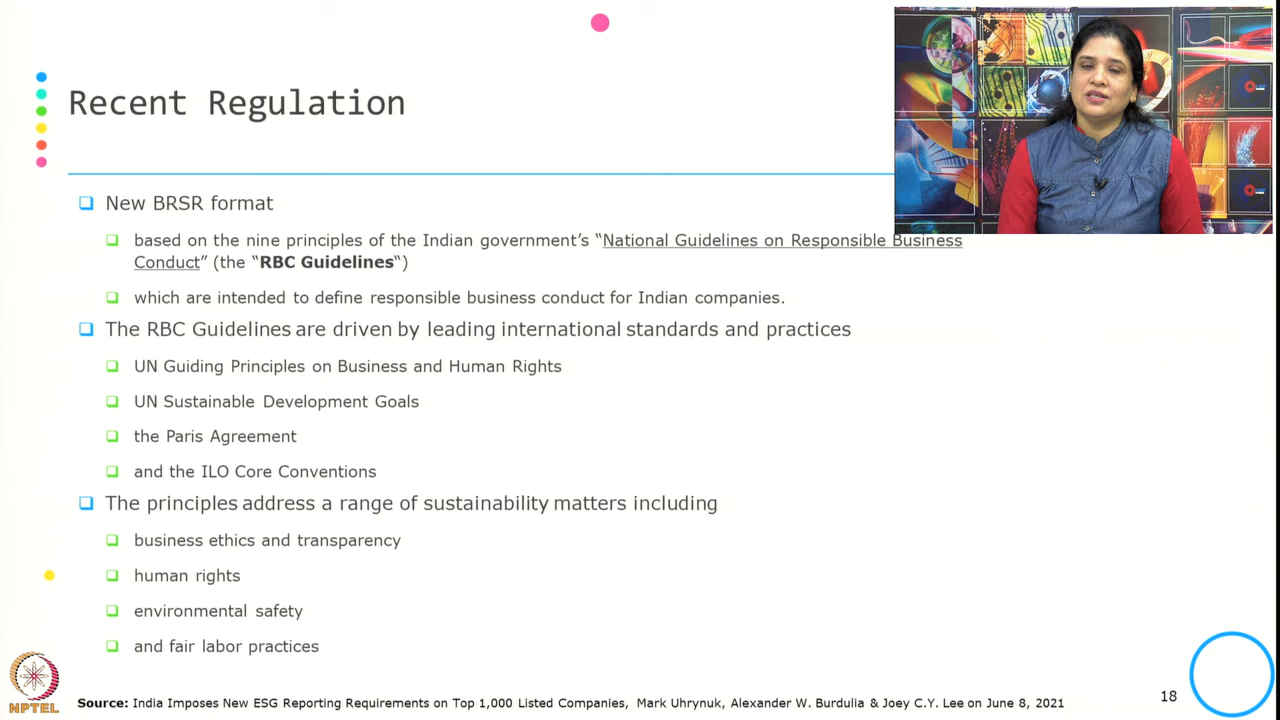 Recent Regulation
New BRSR format
based on the nine principles of the Indian government's "National Guidelines on Responsible Business
Conduct" (the "RBC Guidelines")
which are intended to define responsible business conduct for Indian companies.
The RBC Guidelines are driven by leading international standards and practices
UN Guiding Principles on Business and Human Rights
UN Sustainable Development Goals
the Paris Agreement
and the ILO Core Conventions
The principles address a range of sustainability matters including
business ethics and transparency
human rights
environmental safety
and fair labor practices
NPTEL
Source: India Imposes New ESG Reporting Requirements on Top 1,000 Listed Companies, Mark Uhrynuk, Alexander W. Burdulia & Joey C.Y. Lee on June 8, 2021
18